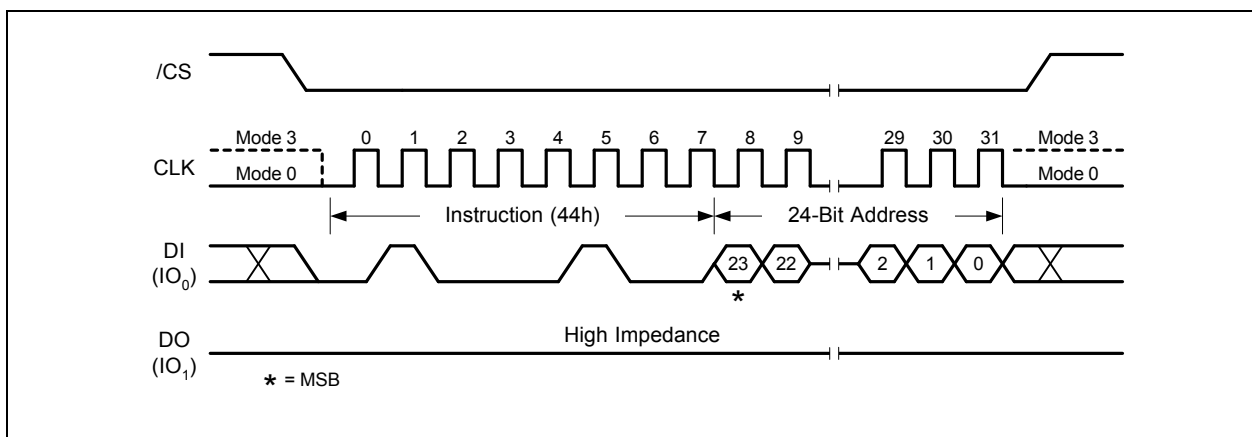 /CS
Mode 3 0 1 2 3 4 5 6 7 8 9 29 30 31 Mode 3
CLK Mode 0 Mode 0
Instruction (44h) 24-Bit Address
DI
(IO0) 23 22 2 1 0
*
High Impedance
DO
(IO1)
* = MSB